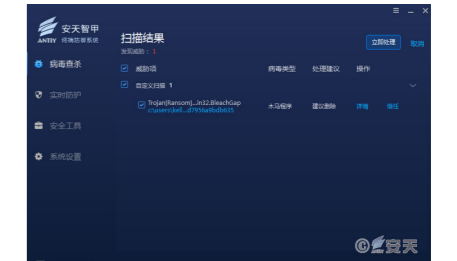 安天智甲
ANTIY 终端防御系统
病毒查杀
实时防护
安全工具
系统设置
扫描结果
发现威胁：1
立即处理 取消
威胁项 病毒类型 处理建议 操作
自定义扫描 1
Trojan[Ransom]...in32.BleachGap 木马程序 建议删除 详情 信任
©安天